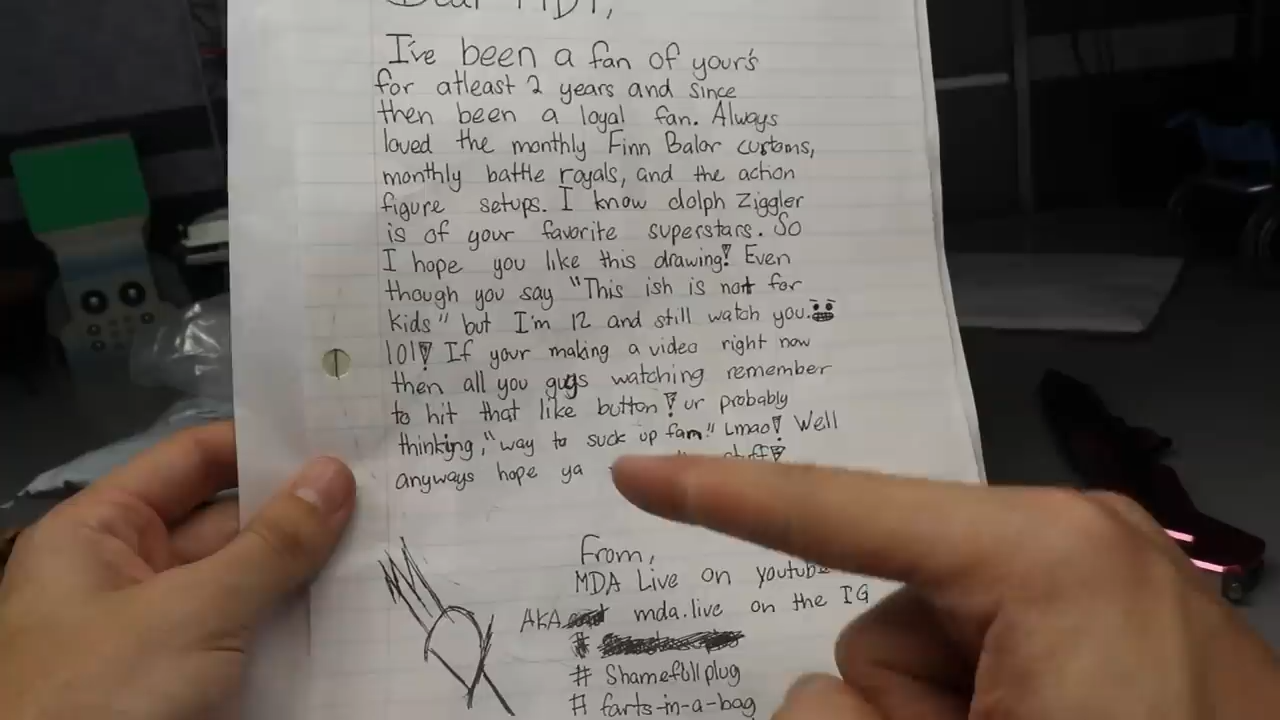 Dear MDT,
I've been a fan of your's
for atleast 2 years and since
then been a loyal fan. Always
loved the monthly Finn Balor customs,
monthly battle royals, and the action
figure setups. I know dolph Ziggler
is of your favorite superstars. So
I hope you like this drawing! Even
though you say "This ish is not for
kids" but I'm 12 and still watch you.
lol! If your making a video right now
then all you guys watching remember
to hit that like button! ur probably
thinking, "way to suck up fam." Lmao! Well
anyways hope ya stuff!
From,
MDA Live on youtube
AKA mda.live on the IG
#
# Shamefullplug
# farts-in-a-bag